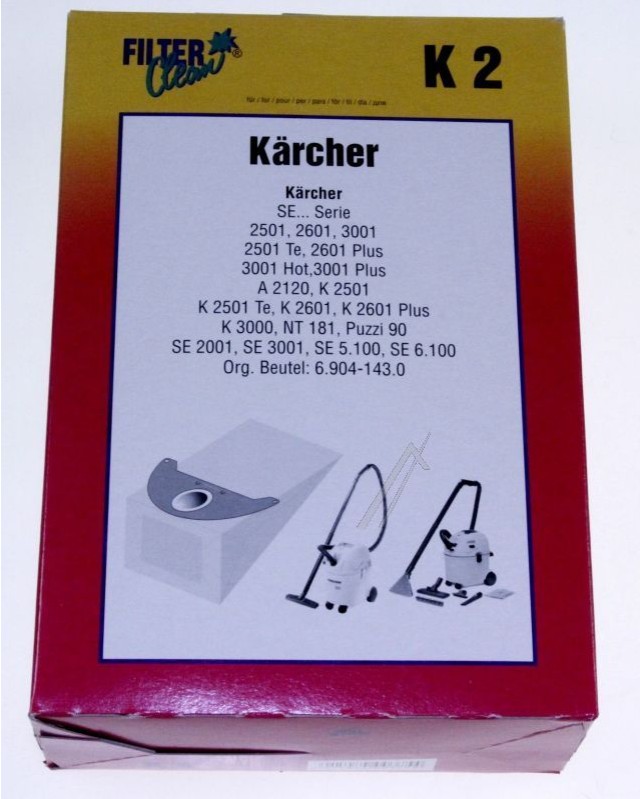 FILTER
Clean®
K 2
für / for / pour / per / para / för / til / dla / pro
Kärcher
Kärcher
SE... Serie
2501, 2601, 3001
2501 Te, 2601 Plus
3001 Hot,3001 Plus
A 2120, K 2501
K 2501 Te, K 2601, K 2601 Plus
K 3000, NT 181, Puzzi 90
SE 2001, SE 3001, SE 5.100, SE 6.100
Org. Beutel: 6.904-143.0